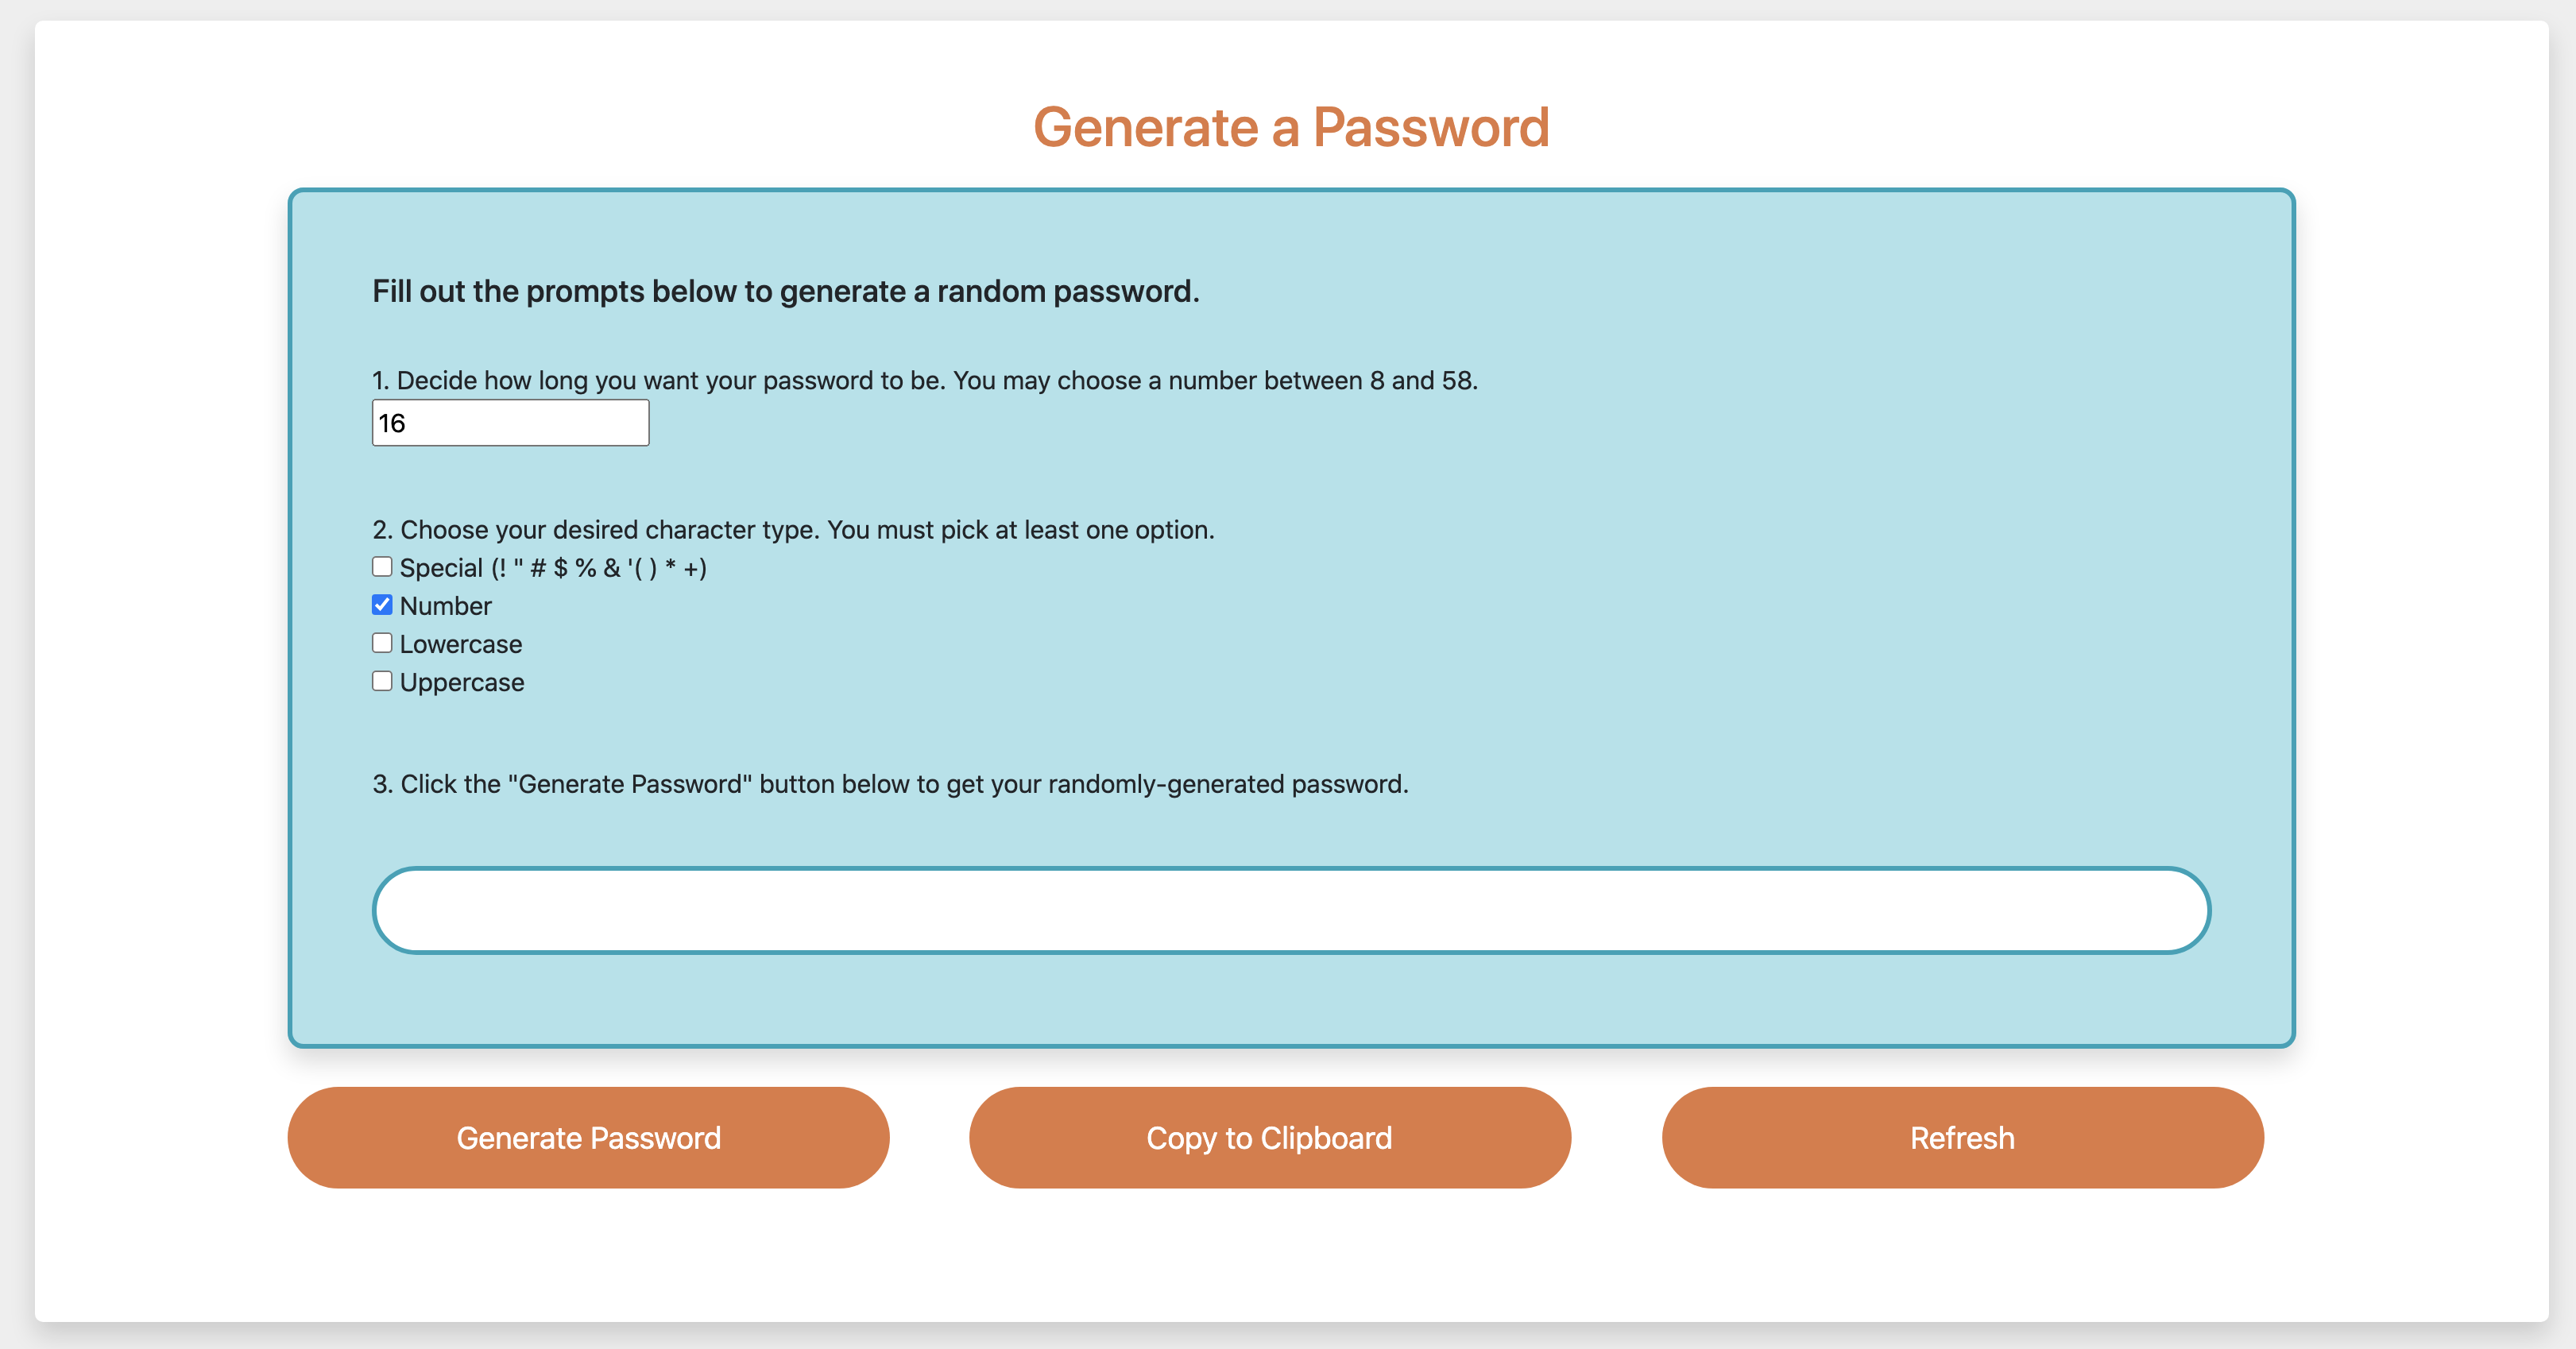 Generate a Password
Fill out the prompts below to generate a random password.
1. Decide how long you want your password to be. You may choose a number between 8 and 58.
16
2. Choose your desired character type. You must pick at least one option.
Special (! " # $ % & '( ) * +)
Number
Lowercase
Uppercase
3. Click the "Generate Password" button below to get your randomly-generated password.
Generate Password
Copy to Clipboard
Refresh